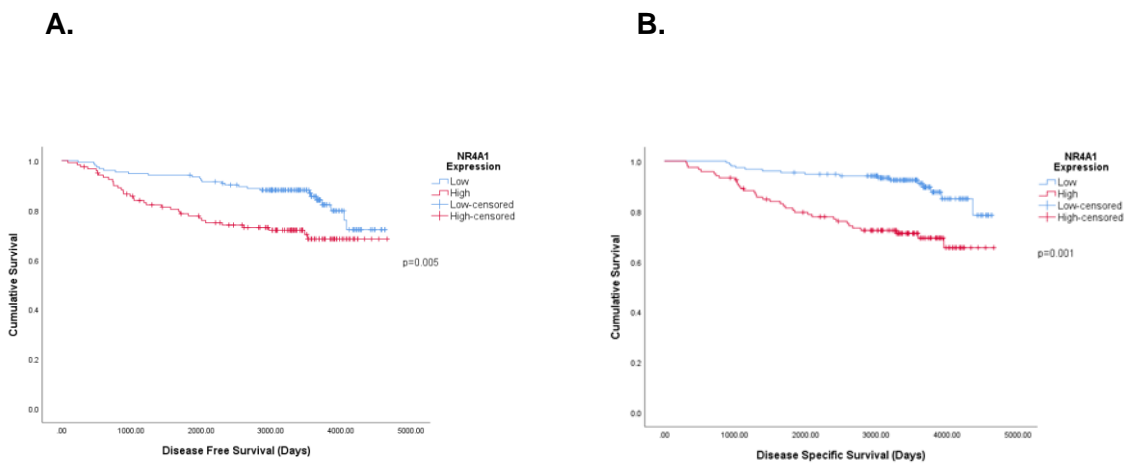 A.
NR4A1
Expression
Low
High
Low-censored
High-censored
p=0.005
Cumulative Survival
1.0
0.8
0.6
0.4
0.2
0.0
.00 1000.00 2000.00 3000.00 4000.00 5000.00
Disease Free Survival (Days)
B.
NR4A1
Expression
Low
High
Low-censored
High-censored
p=0.001
Cumulative Survival
1.0
0.8
0.6
0.4
0.2
0.0
.00 1000.00 2000.00 3000.00 4000.00 5000.00
Disease Specific Survival (Days)